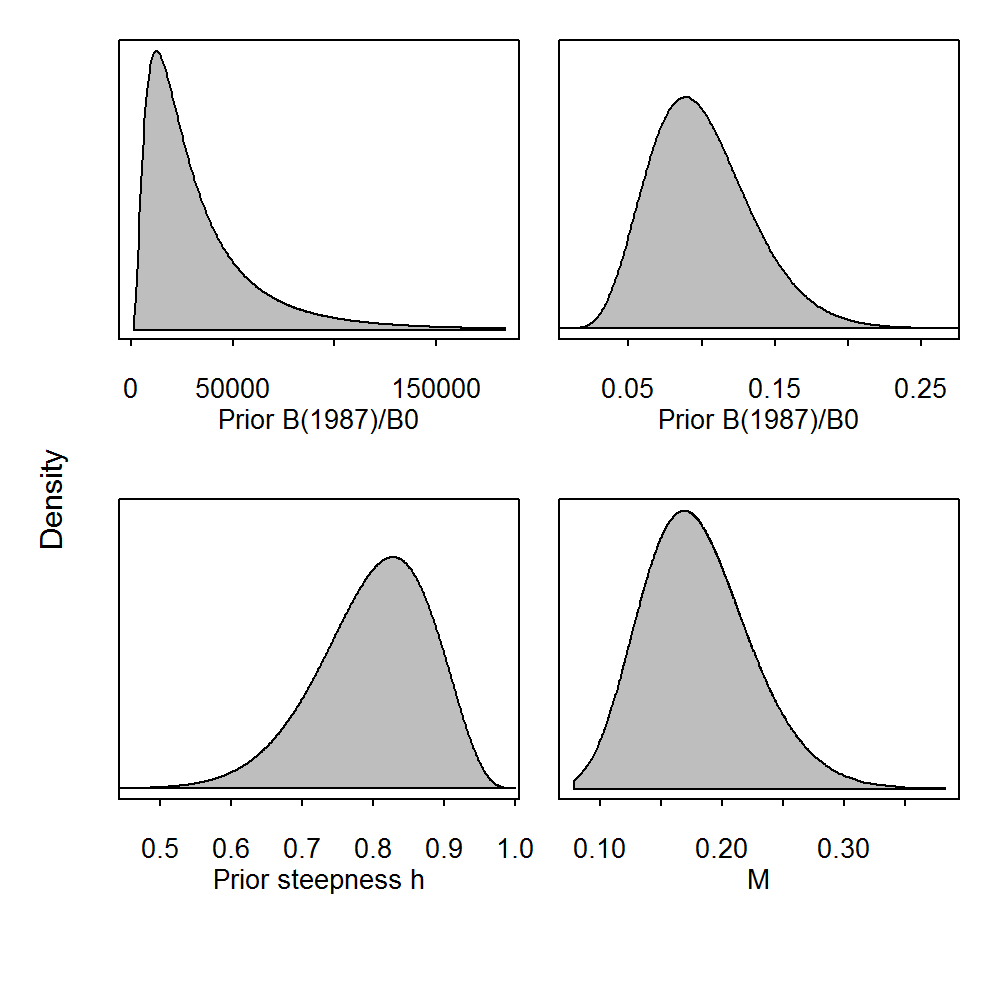 0 50000 150000
Prior B(1987)/B0
0.05 0.15 0.25
Prior B(1987)/B0
Density
0.5 0.6 0.7 0.8 0.9 1.0
Prior steepness h
0.10 0.20 0.30
M